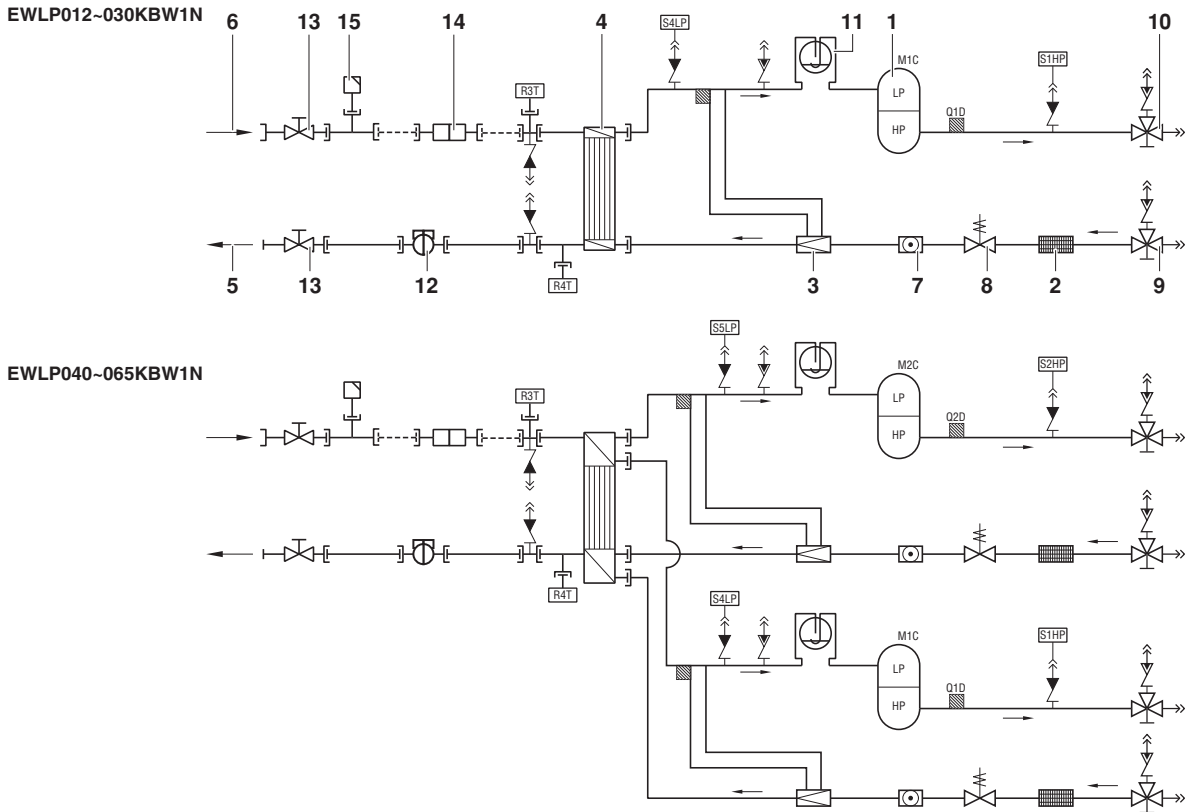 EWLP012~030KBW1N
6 13 15 14 4 11 1 10
S4LP
M1C
S1HP
R3T
LP
Q1D
HP
R4T
5 13 12 3 7 8 2 9
EWLP040~065KBW1N
S5LP
M2C
S2HP
R3T
LP
Q2D
HP
R4T
S4LP
M1C
S1HP
LP
Q1D
HP